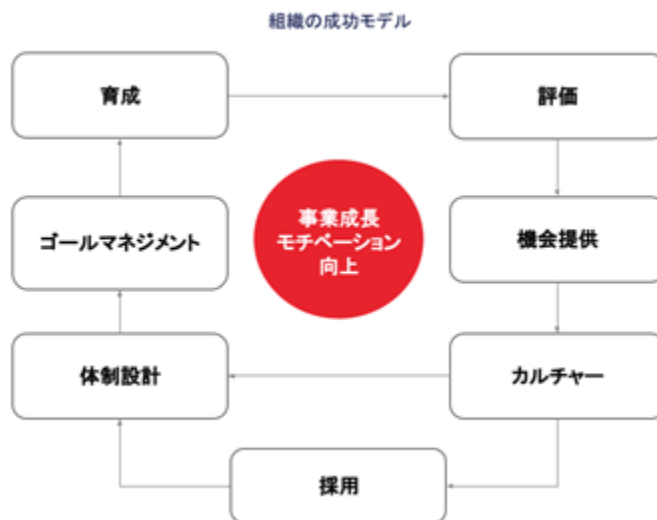 組織の成功モデル
育成
評価
事業成長
モチベーション
向上
ゴールマネジメント
機会提供
体制設計
カルチャー
採用